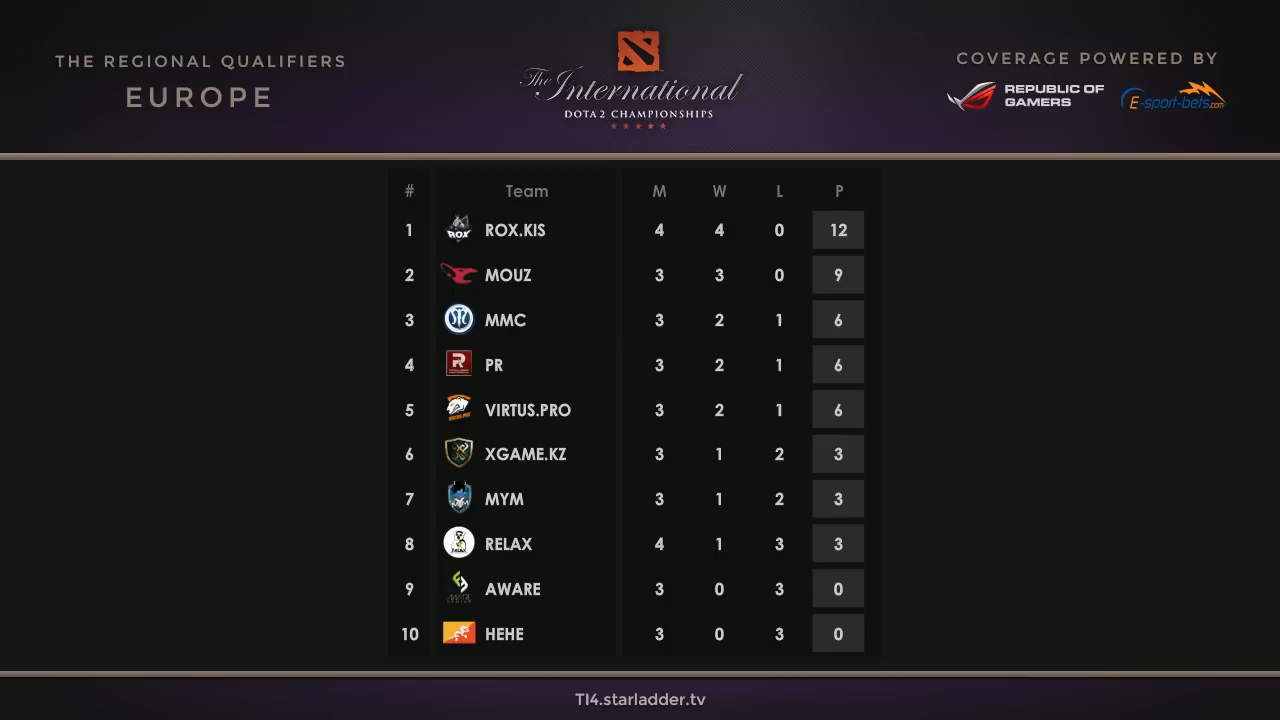 THE REGIONAL QUALIFIERS
EUROPE
The International
DOTA 2 CHAMPIONSHIPS
COVERAGE POWERED BY
REPUBLIC OF
GAMERS
E-sport-bets.com
# Team M W L P
1 ROX ROX.KIS 4 4 0 12
2 MOUZ 3 3 0 9
3 MMC 3 2 1 6
4 R PR 3 2 1 6
5 VIRTUS.PRO 3 2 1 6
6 XGAME.KZ 3 1 2 3
7 MYM 3 1 2 3
8 RELAX 4 1 3 3
9 AWARE 3 0 3 0
10 HEHE 3 0 3 0
TI4.starladder.tv